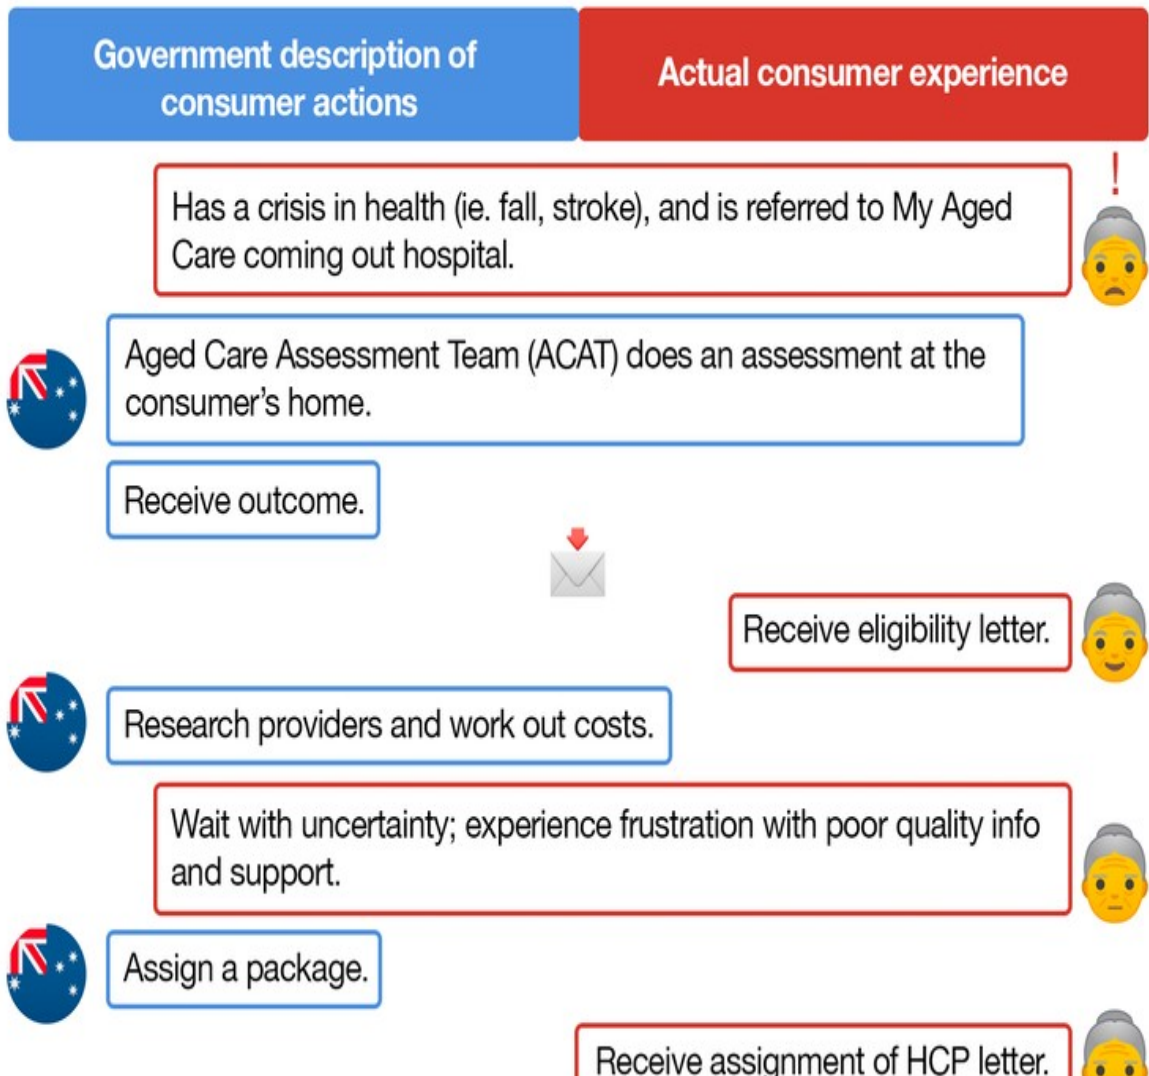 Government description of
consumer actions
Actual consumer experience
Has a crisis in health (ie. fall, stroke), and is referred to My Aged
Care coming out hospital.
Aged Care Assessment Team (ACAT) does an assessment at the
consumer’s home.
Receive outcome.
Receive eligibility letter.
Research providers and work out costs.
Wait with uncertainty; experience frustration with poor quality info
and support.
Assign a package.
Receive assignment of HCP letter.